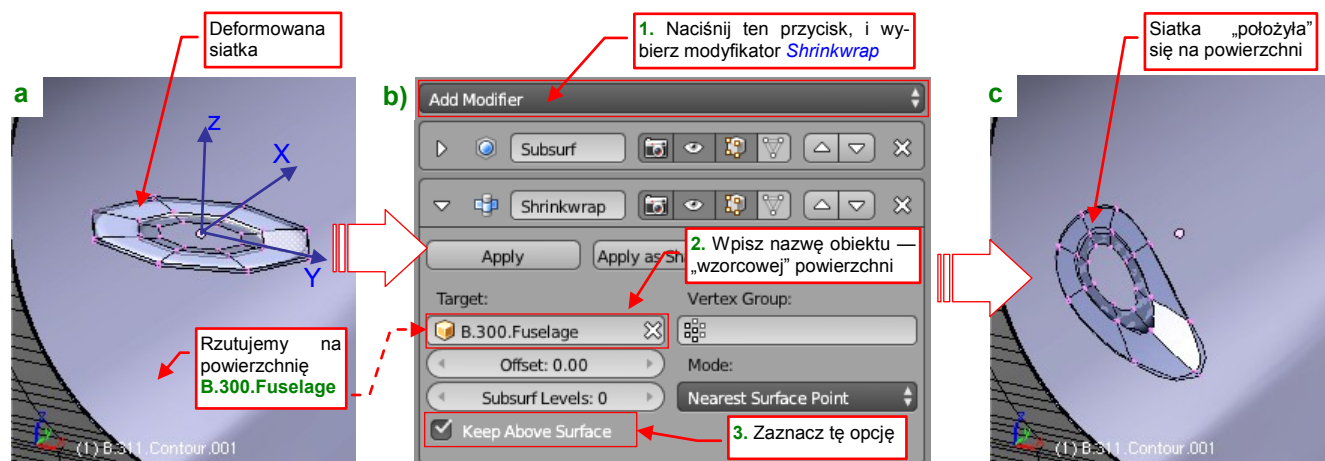 Deformowana
siatka
a
Z
X
Y
Rzutujemy na
powierzchnię
B.300.Fuselage
(1) B.311.Contour.001
1. Naciśnij ten przycisk, i wy-
bierz modyfikator Shrinkwrap
b)
Add Modifier
Subsurf
Shrinkwrap
Apply
Apply as Sh
2. Wpisz nazwę obiektu —
„wzorcowej” powierzchni
Target:
Vertex Group:
B.300.Fuselage
Offset: 0.00
Mode:
Subsurf Levels: 0
Nearest Surface Point
Keep Above Surface
3. Zaznacz tę opcję
Siatka „położyła”
się na powierzchni
c
(1) B.311.Contour.001